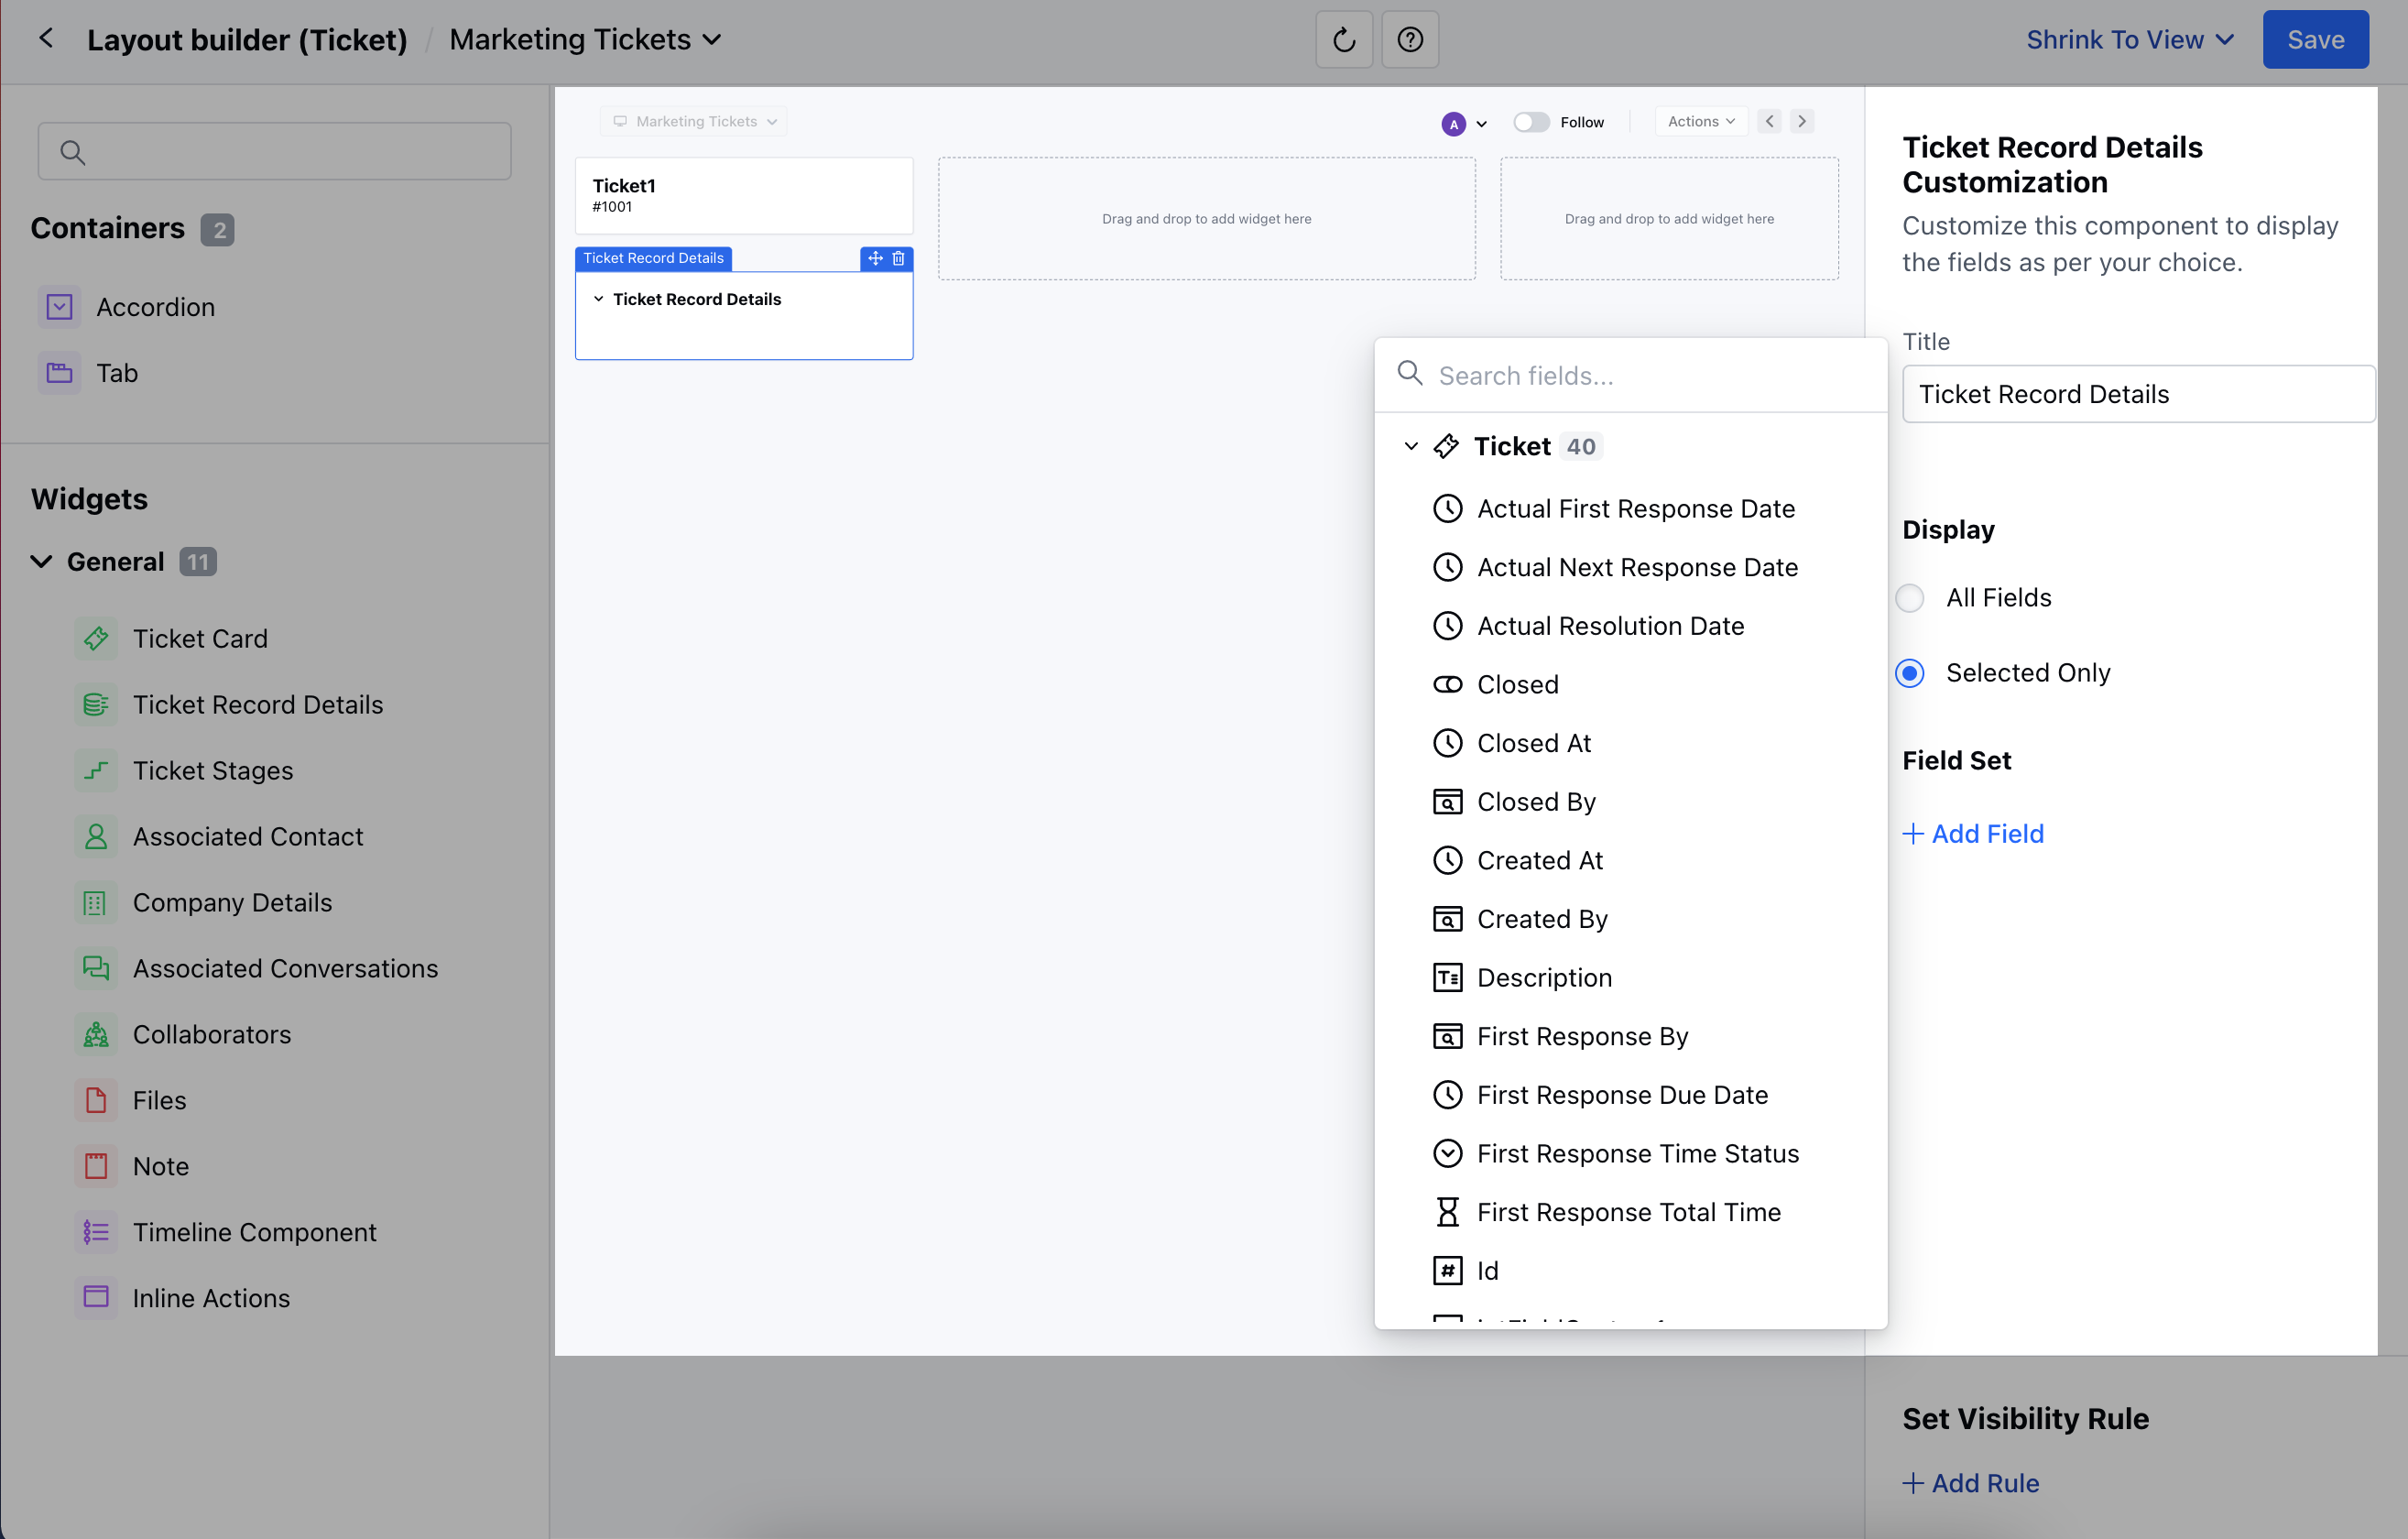 Layout builder (Ticket) / Marketing Tickets
Shrink To View
Save
Containers 2
Accordion
Tab
Widgets
General 11
Ticket Card
Ticket Record Details
Ticket Stages
Associated Contact
Company Details
Associated Conversations
Collaborators
Files
Note
Timeline Component
Inline Actions
Marketing Tickets
A
Follow
Actions
Ticket1
#1001
Ticket Record Details
Ticket Record Details
Drag and drop to add widget here
Drag and drop to add widget here
Search fields...
Ticket 40
Actual First Response Date
Actual Next Response Date
Actual Resolution Date
Closed
Closed At
Closed By
Created At
Created By
Description
First Response By
First Response Due Date
First Response Time Status
First Response Total Time
Id
Ticket Record Details
Customization
Customize this component to display
the fields as per your choice.
Title
Ticket Record Details
Display
All Fields
Selected Only
Field Set
+ Add Field
Set Visibility Rule
+ Add Rule